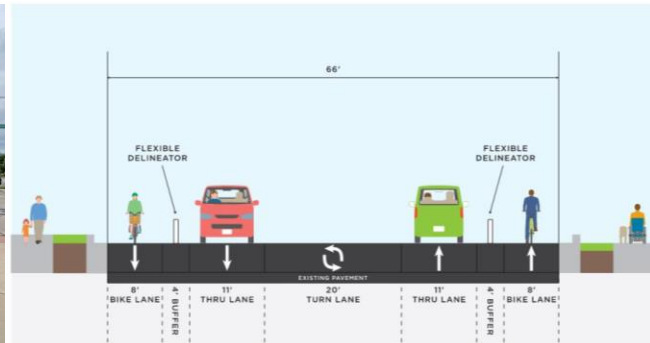 66'
FLEXIBLE
DELINEATOR
FLEXIBLE
DELINEATOR
EXISTING PAVEMENT
8'
BIKE LANE
4' BUFFER
11'
THRU LANE
20'
TURN LANE
11'
THRU LANE
4' BUFFER
8'
BIKE LANE